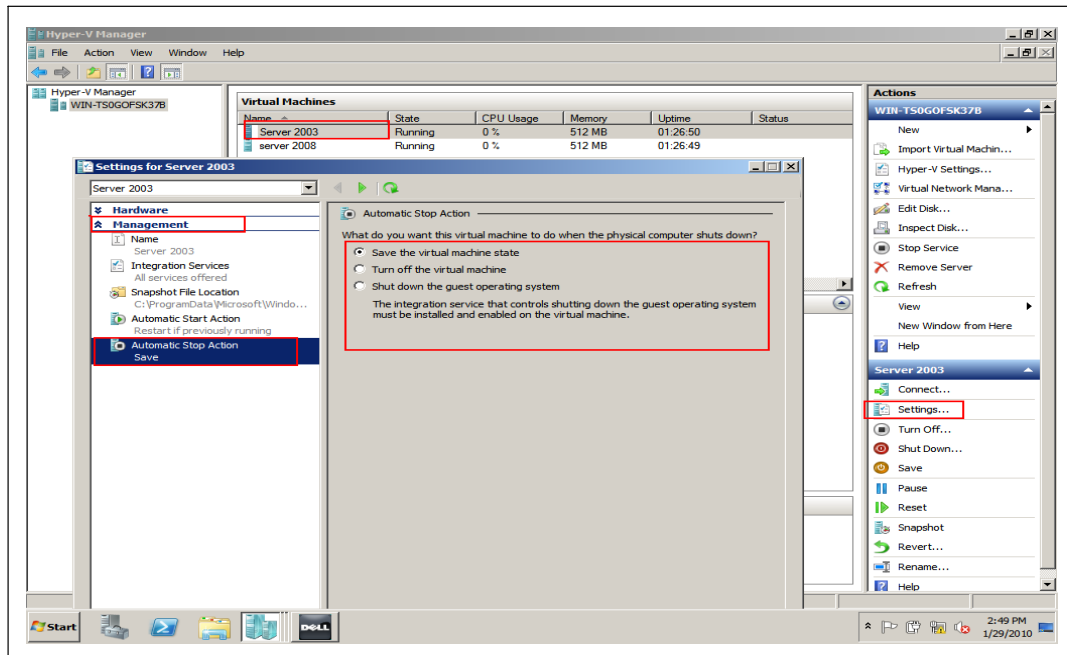 Hyper-V Manager
File Action View Window Help
Hyper-V Manager
WIN-TS0GOFSK37B
Virtual Machines
Name State CPU Usage Memory Uptime Status
Server 2003 Running 0 % 512 MB 01:26:50
server 2008 Running 0 % 512 MB 01:26:49
Settings for Server 2003
Server 2003
Hardware
Management
Name
Server 2003
Integration Services
All services offered
Snapshot File Location
C:\ProgramData\Microsoft\Windo...
Automatic Start Action
Restart if previously running
Automatic Stop Action
Save
Automatic Stop Action
What do you want this virtual machine to do when the physical computer shuts down?
Save the virtual machine state
Turn off the virtual machine
Shut down the guest operating system
The integration service that controls shutting down the guest operating system
must be installed and enabled on the virtual machine.
Actions
WIN-TS0GOFSK37B
New
Import Virtual Machin...
Hyper-V Settings...
Virtual Network Mana...
Edit Disk...
Inspect Disk...
Stop Service
Remove Server
Refresh
View
New Window from Here
Help
Server 2003
Connect...
Settings...
Turn Off...
Shut Down...
Save
Pause
Reset
Snapshot
Revert...
Rename...
Help
Start
DELL
2:49 PM
1/29/2010